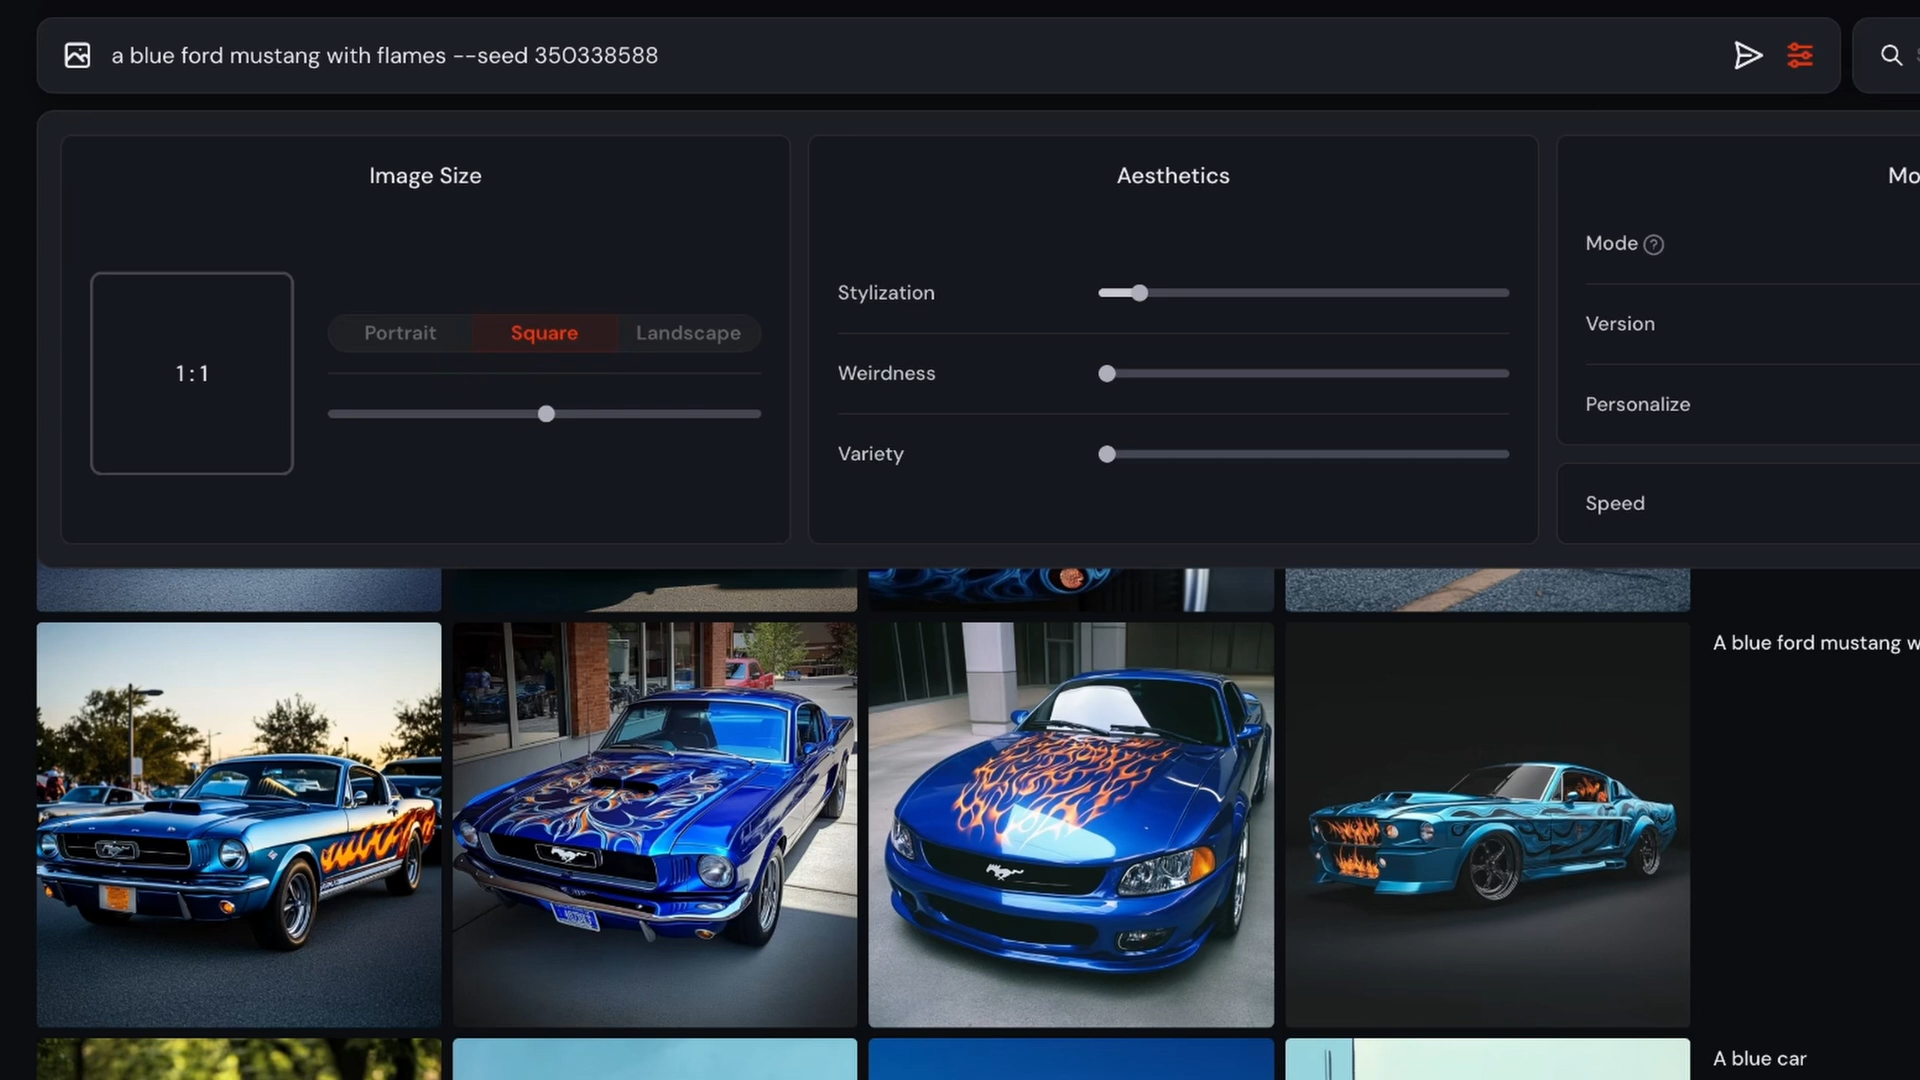 a blue ford mustang with flames --seed 350338588
Image Size
Aesthetics
Mo
Mode
Stylization
Portrait
Square
Landscape
Version
1:1
Weirdness
Personalize
Variety
Speed
A blue ford mustang w
A blue car